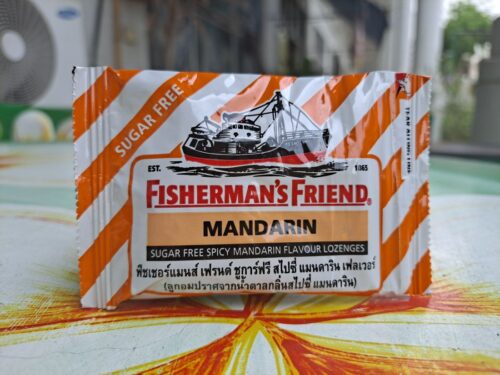 SUGAR FREE
EST. 1865
FISHERMAN'S FRIEND®
MANDARIN
SUGAR FREE SPICY MANDARIN FLAVOUR LOZENGES
ฟิชเชอร์แมนส์ เฟรนด์ ชูการ์ฟรี สไปซี่ แมนดาริน เฟลเวอร์
(ลูกอมปราศจากน้ำตาลกลิ่นสไปซี่ แมนดาริน)